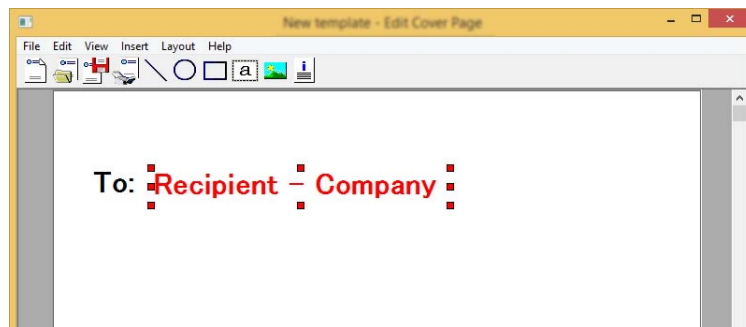 New template - Edit Cover Page
File Edit View Insert Layout Help
a i
To: Recipient - Company